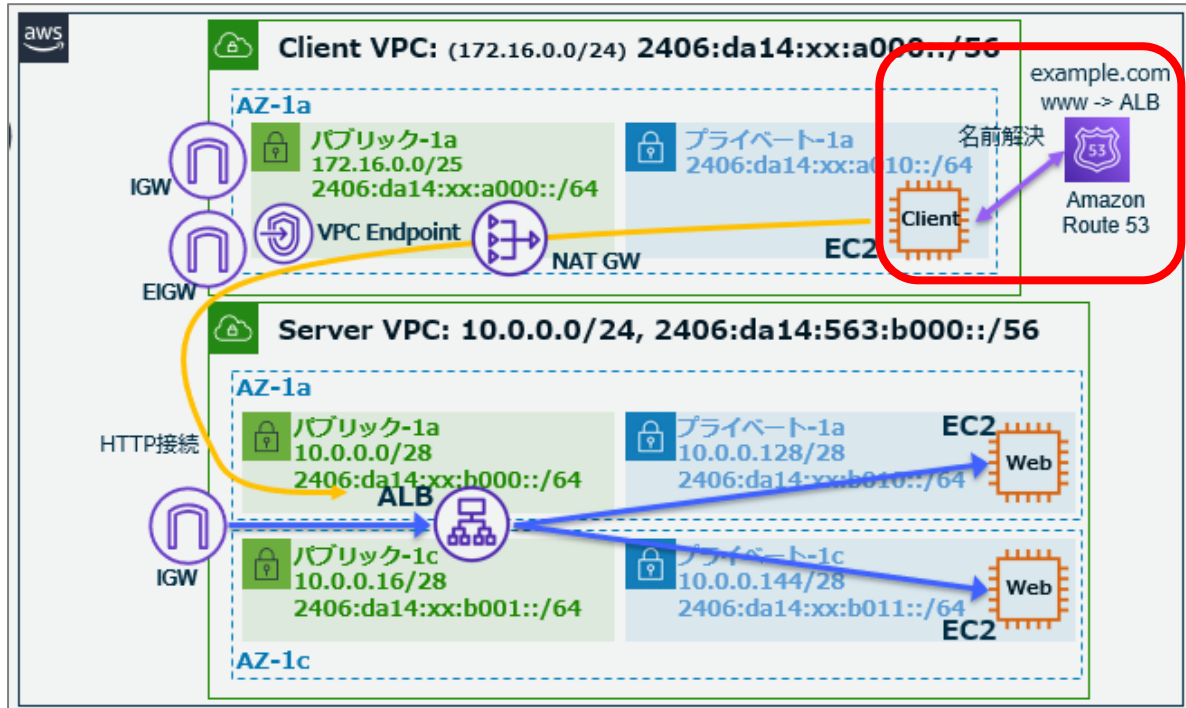 aws
Client VPC: (172.16.0.0/24) 2406:da14:xx:a000::/56
example.com
www -> ALB
名前解決
53
Amazon
Route 53
AZ-1a
パブリック-1a
172.16.0.0/25
2406:da14:xx:a000::/64
プライベート-1a
2406:da14:xx:a010::/64
IGW
VPC Endpoint
NAT GW
Client
EC2
EIGW
Server VPC: 10.0.0.0/24, 2406:da14:563:b000::/56
AZ-1a
パブリック-1a
10.0.0.0/28
2406:da14:xx:b000::/64
プライベート-1a
10.0.0.128/28
2406:da14:xx:b010::/64
EC2
Web
HTTP接続
ALB
IGW
パブリック-1c
10.0.0.16/28
2406:da14:xx:b001::/64
プライベート-1c
10.0.0.144/28
2406:da14:xx:b011::/64
Web
EC2
AZ-1c